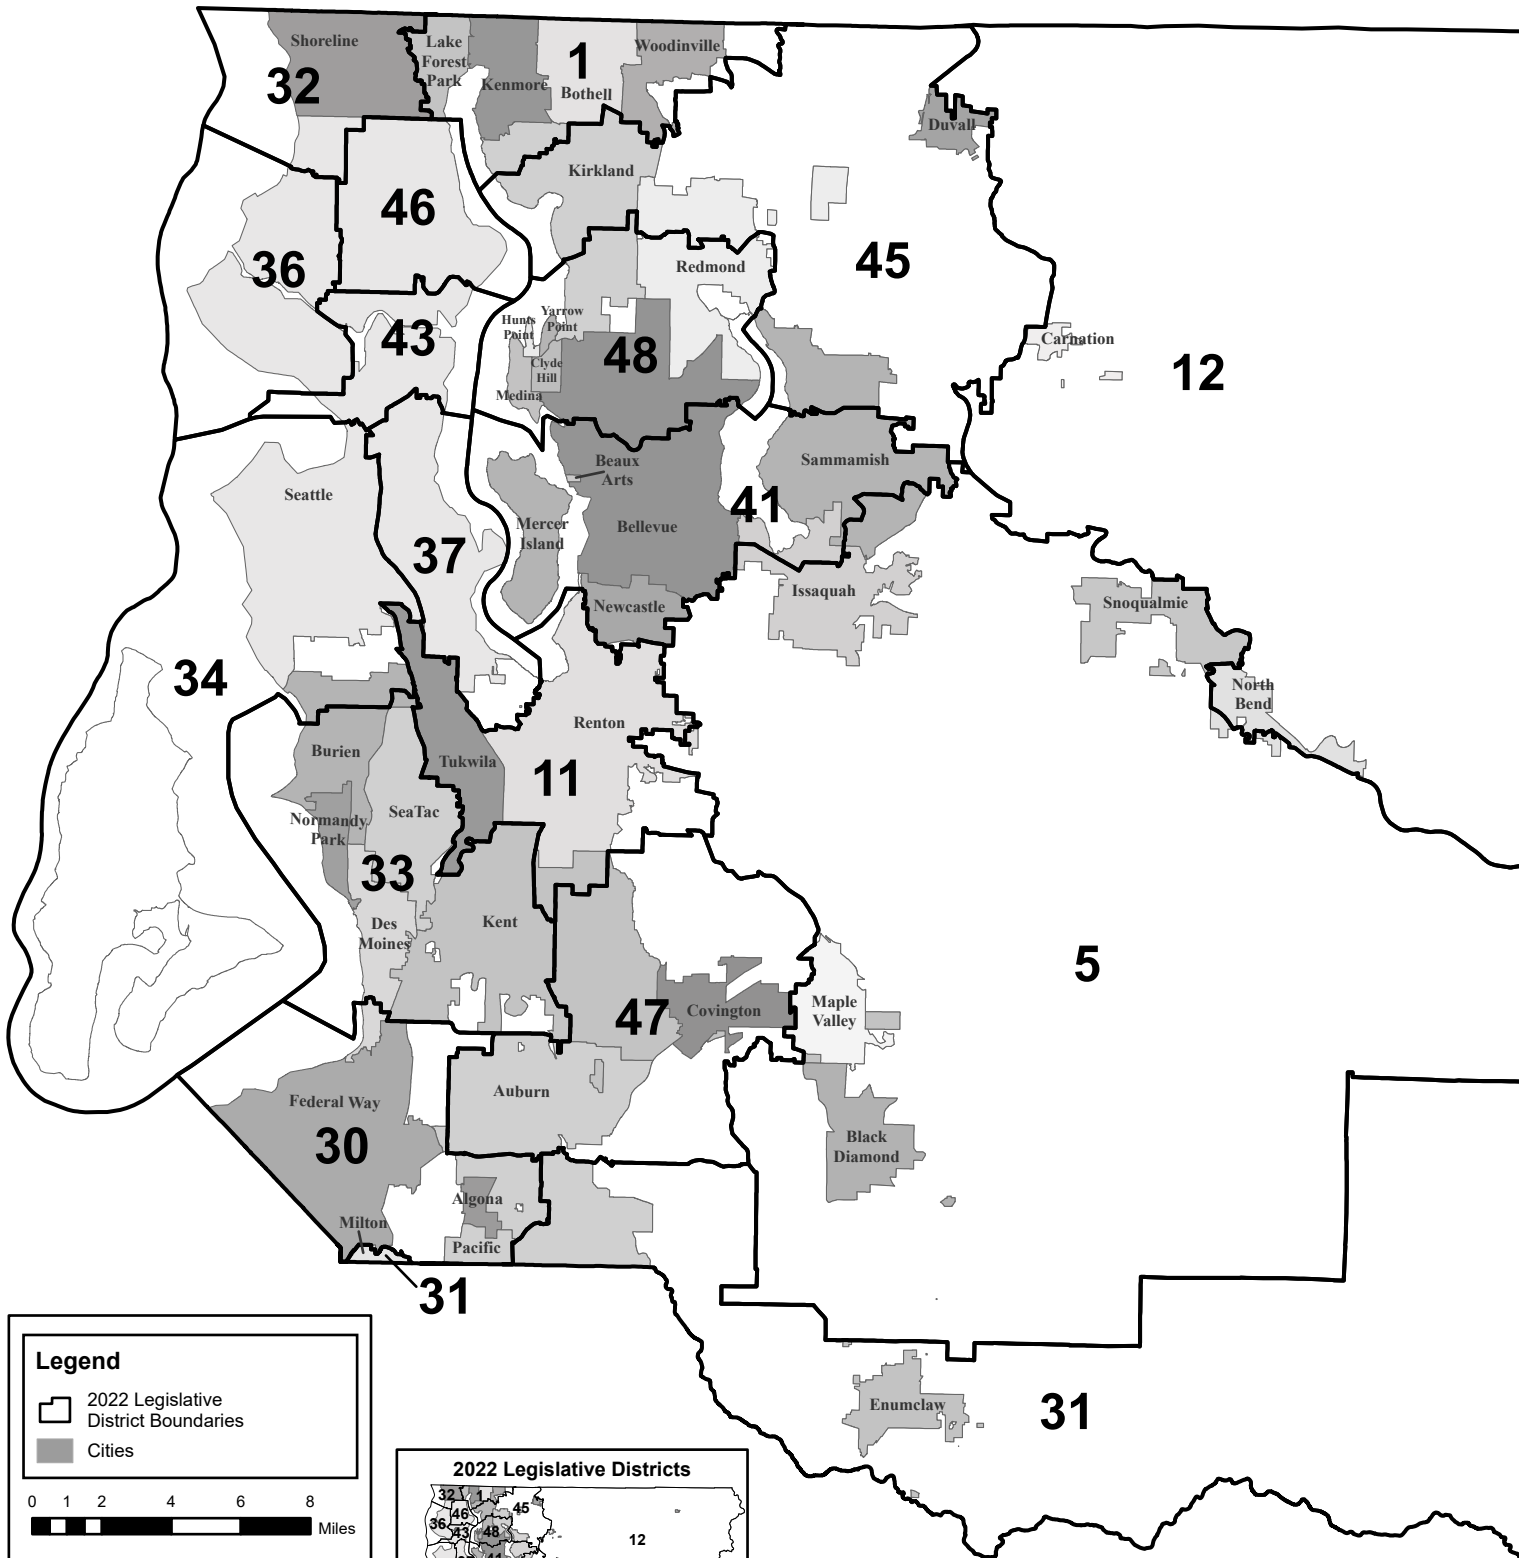 Shoreline
32
Lake
Forest
Park
Kenmore
1
Bothell
Woodinville
Duvall
Kirkland
46
36
45
Redmond
43
Hunts
Point
Yarrow
Point
48
Clyde
Hill
Medina
Carnation
12
Seattle
Beaux
Arts
Sammamish
41
Mercer
Island
Bellevue
37
Newcastle
Issaquah
Snoqualmie
34
North
Bend
Renton
Burien
Tukwila
11
SeaTac
Normandy
Park
33
Des
Moines
Kent
5
47
Covington
Maple
Valley
Auburn
Federal Way
30
Black
Diamond
Algona
Milton
Pacific
31
Enumclaw
31
Legend
2022 Legislative
District Boundaries
Cities
0 1 2 4 6 8
Miles
2022 Legislative Districts
32 1
45
46
36
43
48
12
41